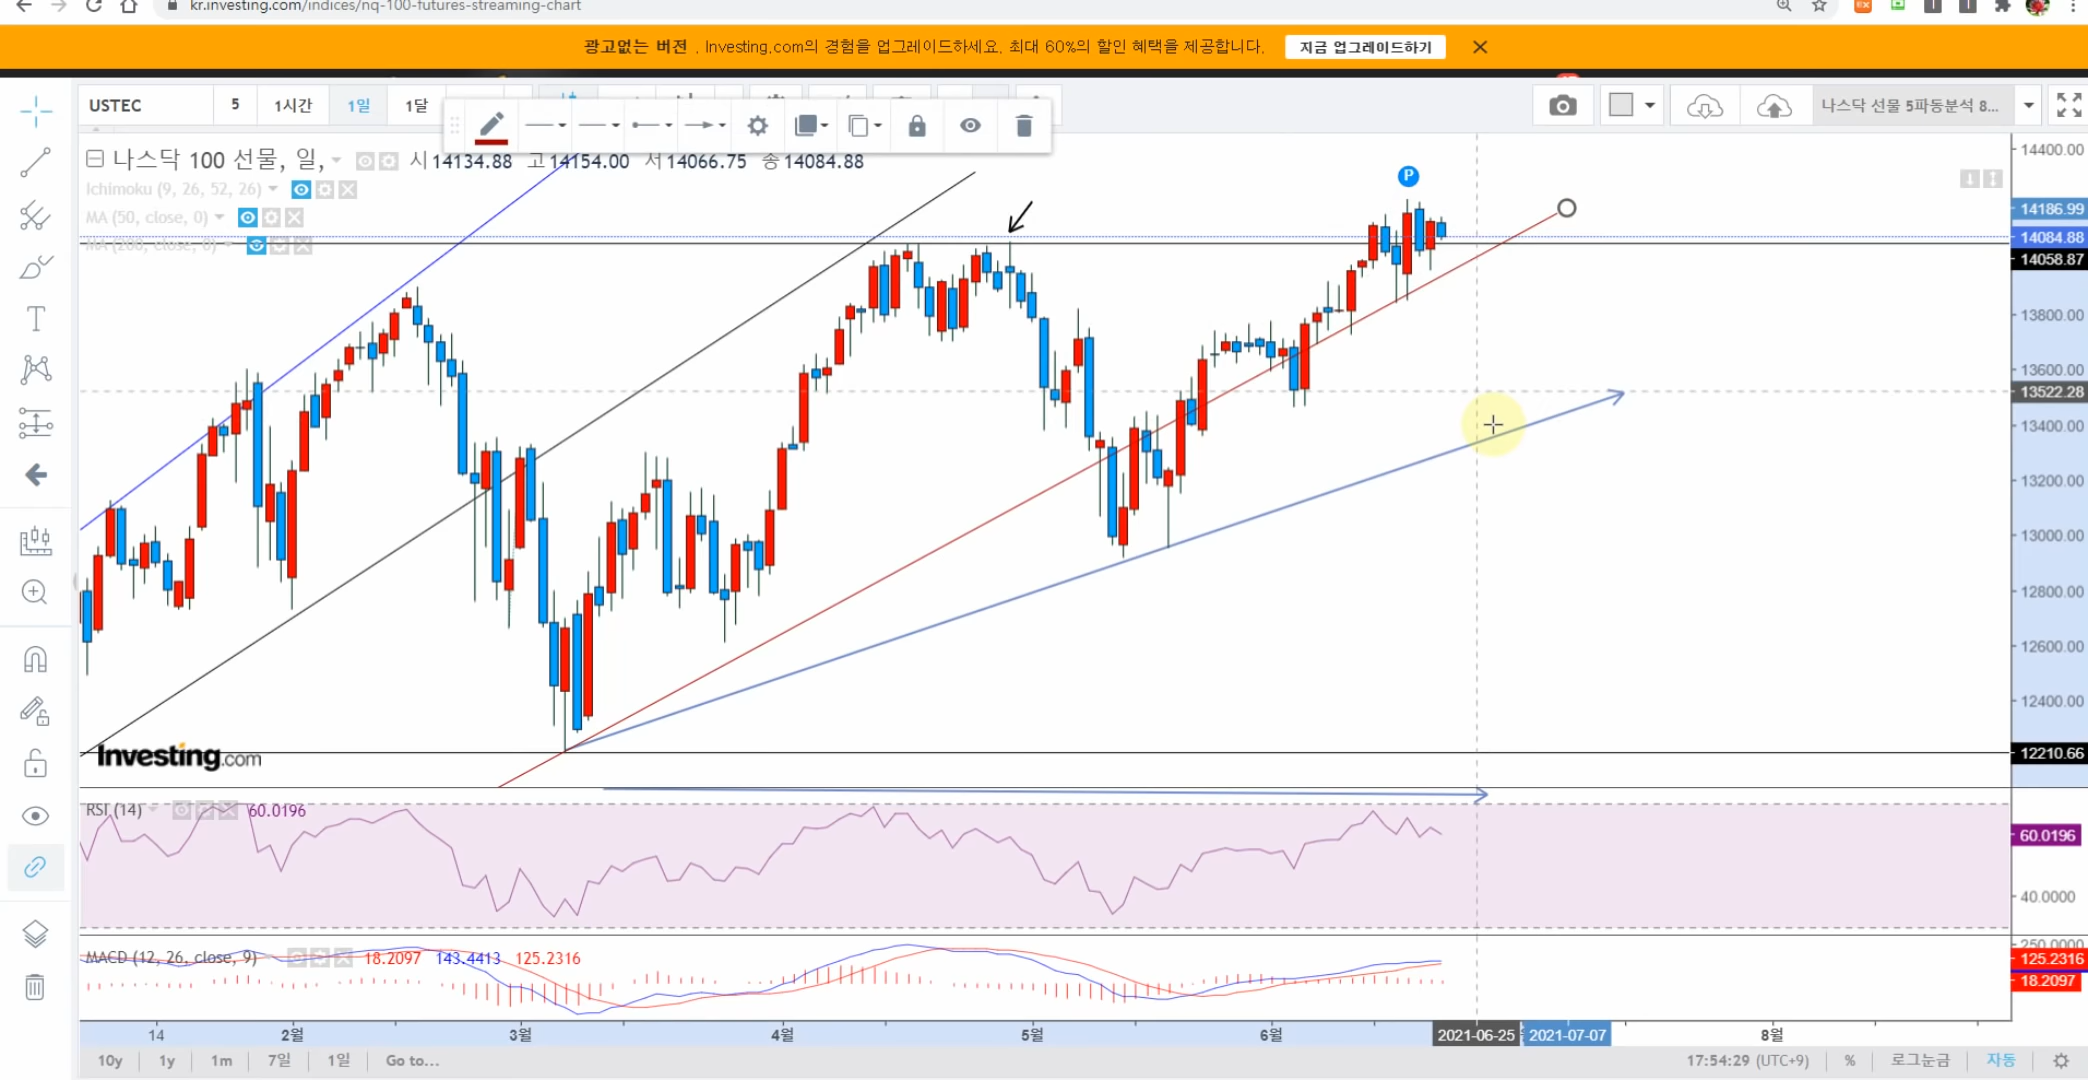 kr.investing.com/indices/nq-100-futures-streaming-chart
광고없는 버전 . Investing.com의 경험을 업그레이드하세요. 최대 60%의 할인 혜택을 제공합니다. 지금 업그레이드하기
USTEC 5 1시간 1일 1달
나스닥 선물 5파동분석 8...
나스닥 100 선물, 일, 시 14134.88 고 14154.00 저 14066.75 종 14084.88
Ichimoku (9, 26, 52, 26)
MA (50, close, 0)
MA (200, close, 0)
P
14400.00
14186.99
14084.88
14058.87
13800.00
13600.00
13522.28
13400.00
13200.00
13000.00
12800.00
12600.00
12400.00
12210.66
Investing.com
RSI (14) 60.0196
60.0196
40.0000
MACD (12, 26, close, 9) 18.2097 143.4413 125.2316
250.0000
125.2316
18.2097
14 2월 3월 4월 5월 6월 2021-06-25 2021-07-07 8월
10y 1y 1m 7일 1일 Go to... 17:54:29 (UTC+9) % 로그눈금 자동